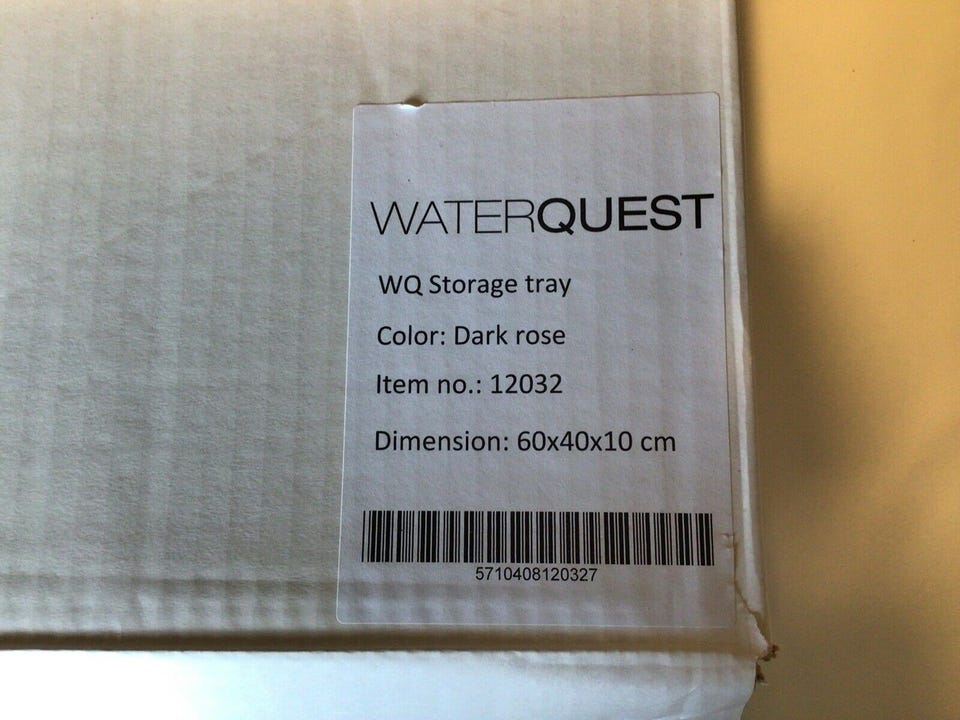 WATERQUEST
WQ Storage tray
Color: Dark rose
Item no.: 12032
Dimension: 60x40x10 cm
5710408120327